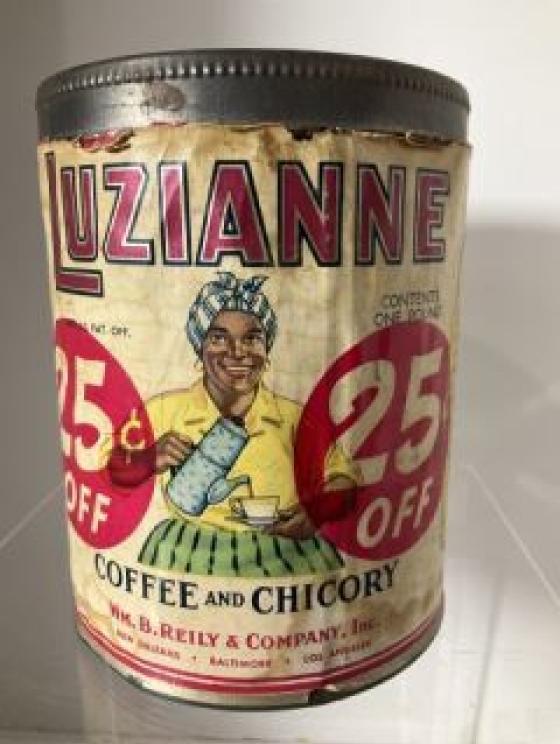 LUZIANNE
CONTENTS
ONE POUND
PAT. OFF.
25¢
OFF
25
OFF
COFFEE AND CHICORY
WM. B. REILY & COMPANY, INC.
NEW ORLEANS • BALTIMORE • LOS ANGELES